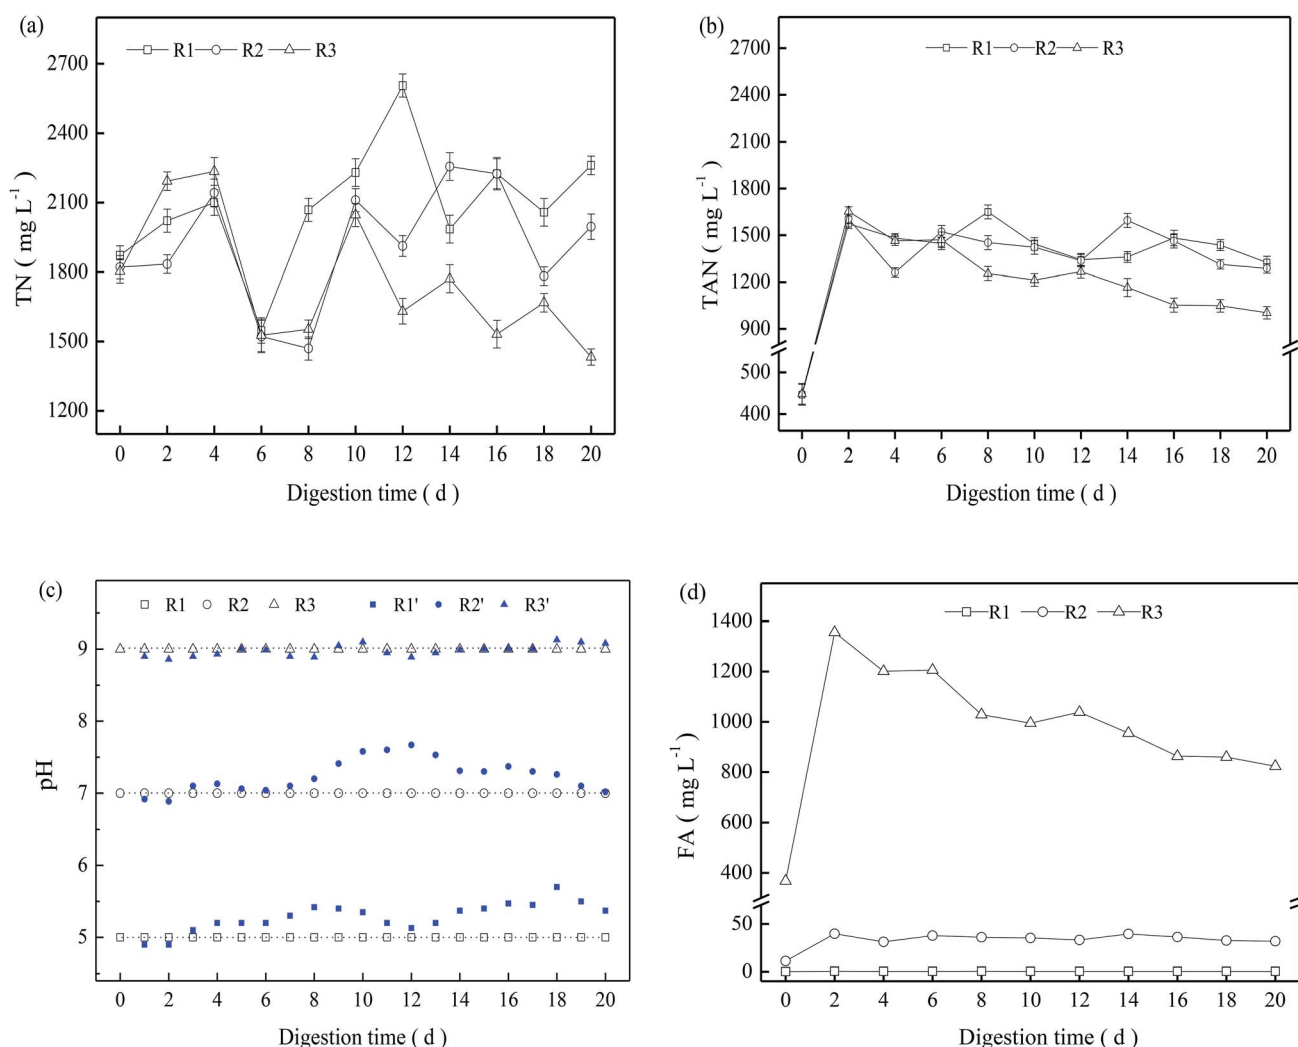 (a)
R1 R2 R3
2700
2400
2100
1800
1500
1200
TN ( mg L⁻¹ )
0 2 4 6 8 10 12 14 16 18 20
Digestion time ( d )
(b)
R1 R2 R3
2700
2400
2100
1800
1500
1200
900
500
400
TAN ( mg L⁻¹ )
0 2 4 6 8 10 12 14 16 18 20
Digestion time ( d )
(c)
R1 R2 R3 R1' R2' R3'
9
8
7
6
5
pH
0 2 4 6 8 10 12 14 16 18 20
Digestion time ( d )
(d)
R1 R2 R3
1400
1200
1000
800
600
400
50
0
FA ( mg L⁻¹ )
0 2 4 6 8 10 12 14 16 18 20
Digestion time ( d )